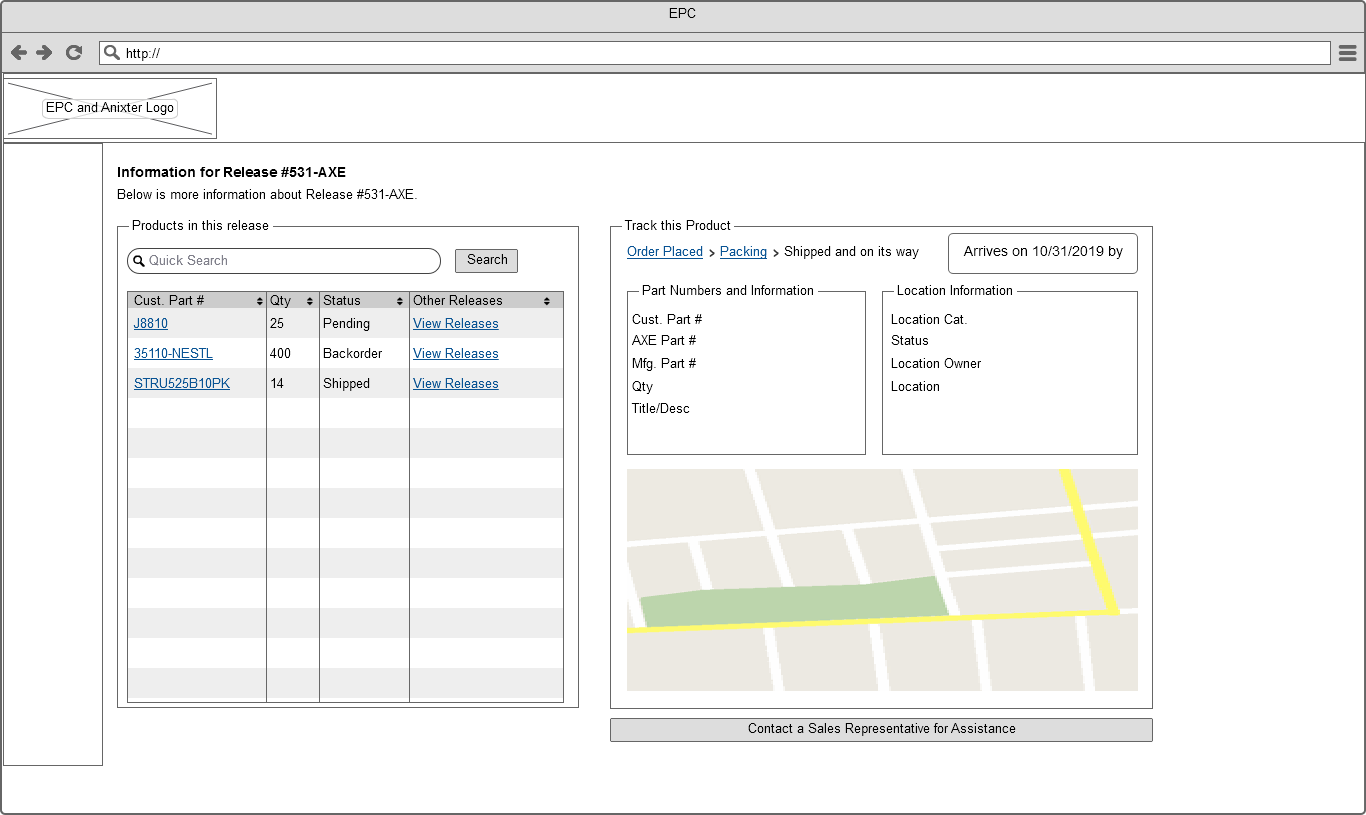 EPC
http://
EPC and Anixter Logo
Information for Release #531-AXE
Below is more information about Release #531-AXE.
Products in this release
Quick Search
Search
Cust. Part # Qty Status Other Releases
J8810 25 Pending View Releases
35110-NESTL 400 Backorder View Releases
STRU525B10PK 14 Shipped View Releases
Track this Product
Order Placed > Packing > Shipped and on its way
Arrives on 10/31/2019 by
Part Numbers and Information
Cust. Part #
AXE Part #
Mfg. Part #
Qty
Title/Desc
Location Information
Location Cat.
Status
Location Owner
Location
Contact a Sales Representative for Assistance